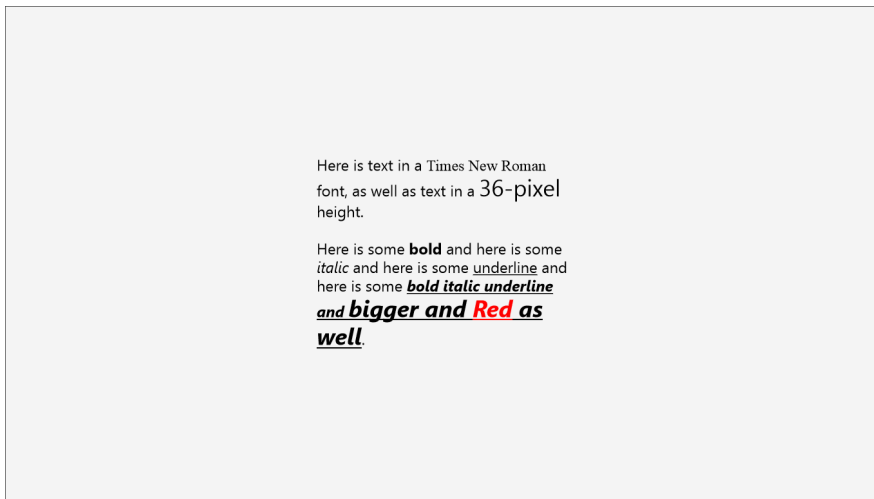 Here is text in a Times New Roman
font, as well as text in a 36-pixel
height.
Here is some bold and here is some
italic and here is some underline and
here is some bold italic underline
and bigger and Red as
well.